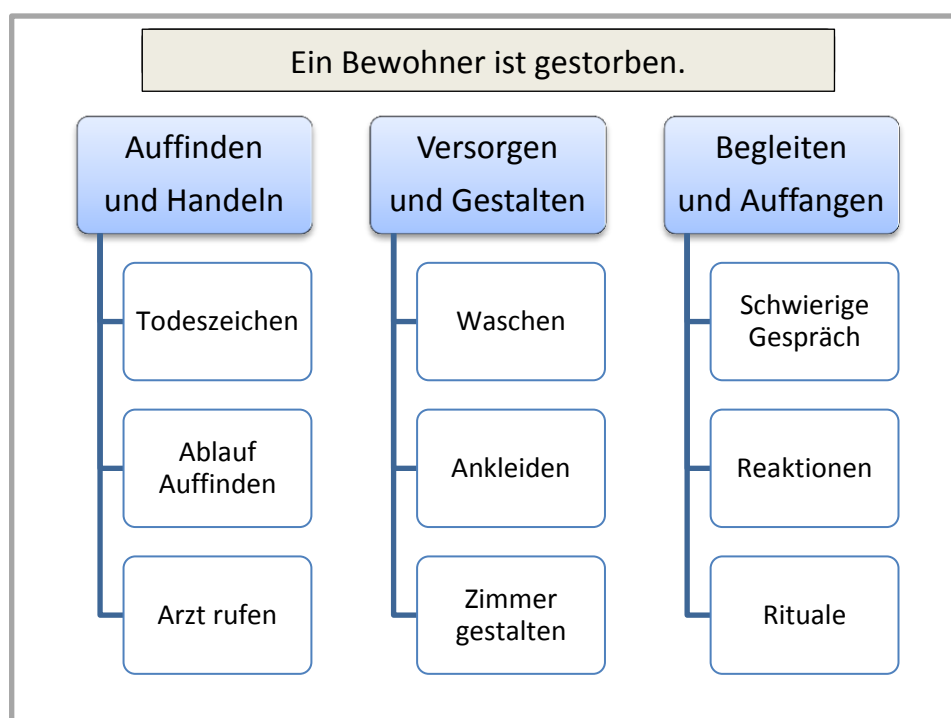 Ein Bewohner ist gestorben.
Auffinden
und Handeln
Todeszeichen
Ablauf
Auffinden
Arzt rufen
Versorgen
und Gestalten
Waschen
Ankleiden
Zimmer
gestalten
Begleiten
und Auffangen
Schwierige
Gespräch
Reaktionen
Rituale